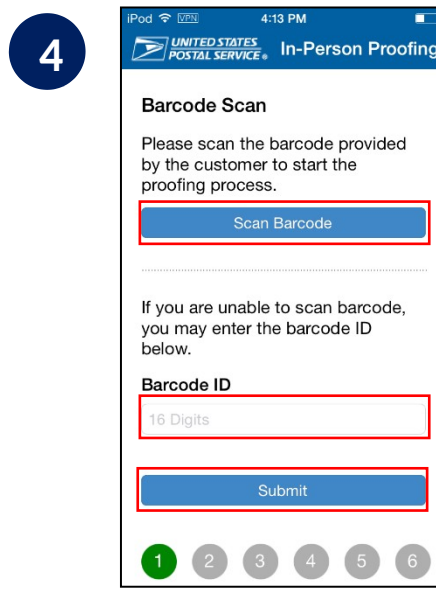 4
iPod VPN 4:13 PM
UNITED STATES
POSTAL SERVICE® In-Person Proofing
Barcode Scan
Please scan the barcode provided
by the customer to start the
proofing process.
Scan Barcode
If you are unable to scan barcode,
you may enter the barcode ID
below.
Barcode ID
16 Digits
Submit
1 2 3 4 5 6